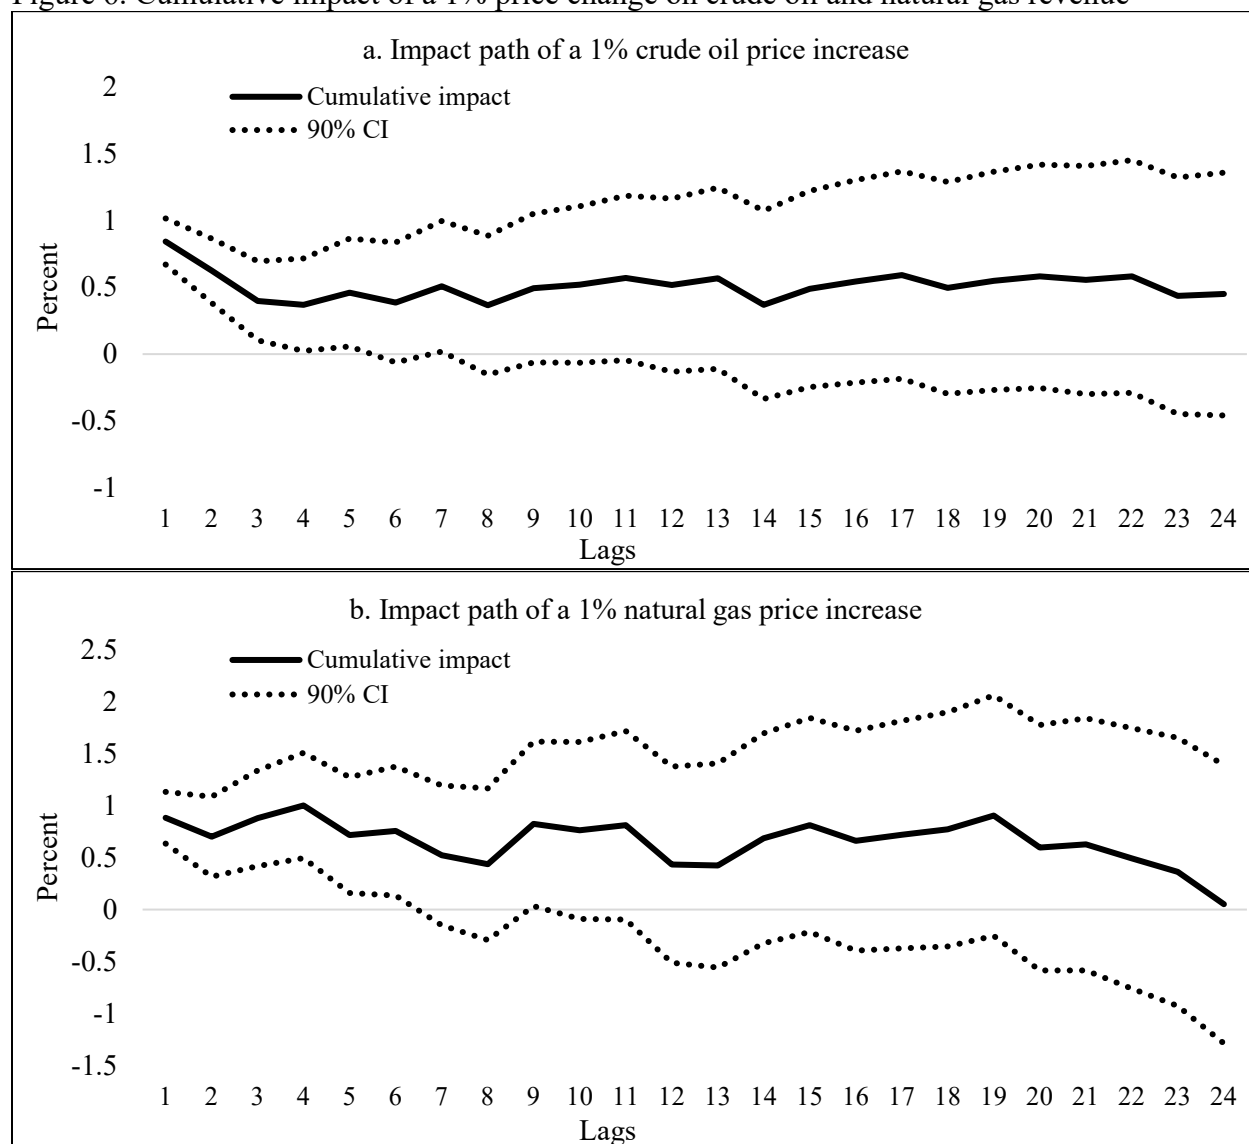 Figure 6. Cumulative impact of a 1% price change on crude oil and natural gas revenue
a. Impact path of a 1% crude oil price increase
2
Cumulative impact
90% CI
1.5
1
0.5
0
-0.5
-1
Percent
1 2 3 4 5 6 7 8 9 10 11 12 13 14 15 16 17 18 19 20 21 22 23 24
Lags
b. Impact path of a 1% natural gas price increase
2.5
Cumulative impact
90% CI
2
1.5
1
0.5
0
-0.5
-1
-1.5
Percent
1 2 3 4 5 6 7 8 9 10 11 12 13 14 15 16 17 18 19 20 21 22 23 24
Lags